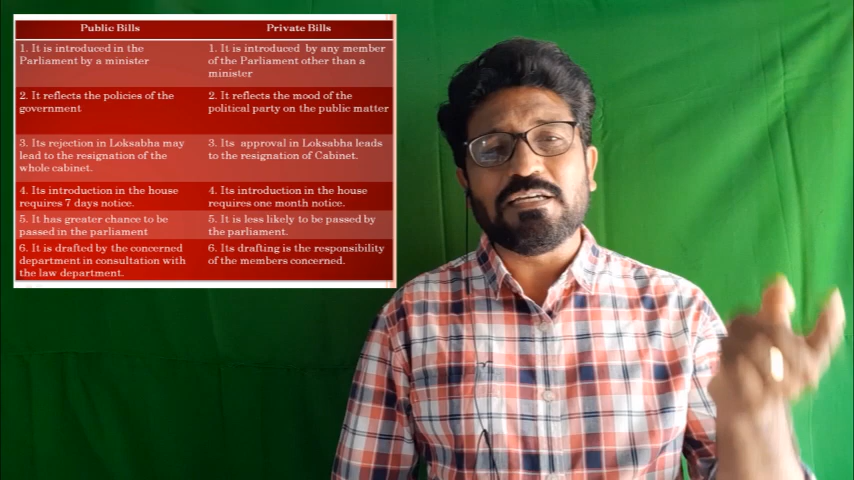 Public Bills
Private Bills
1. It is introduced in the
Parliament by a minister
1. It is introduced by any member
of the Parliament other than a
minister
2. It reflects the policies of the
government
2. It reflects the mood of the
political party on the public matter
3. Its rejection in Loksabha may
lead to the resignation of the
whole cabinet.
3. Its approval in Loksabha leads
to the resignation of Cabinet.
4. Its introduction in the house
requires 7 days notice.
4. Its introduction in the house
requires one month notice.
5. It has greater chance to be
passed in the parliament
5. It is less likely to be passed by
the parliament.
6. It is drafted by the concerned
department in consultation with
the law department.
6. Its drafting is the responsibility
of the members concerned.